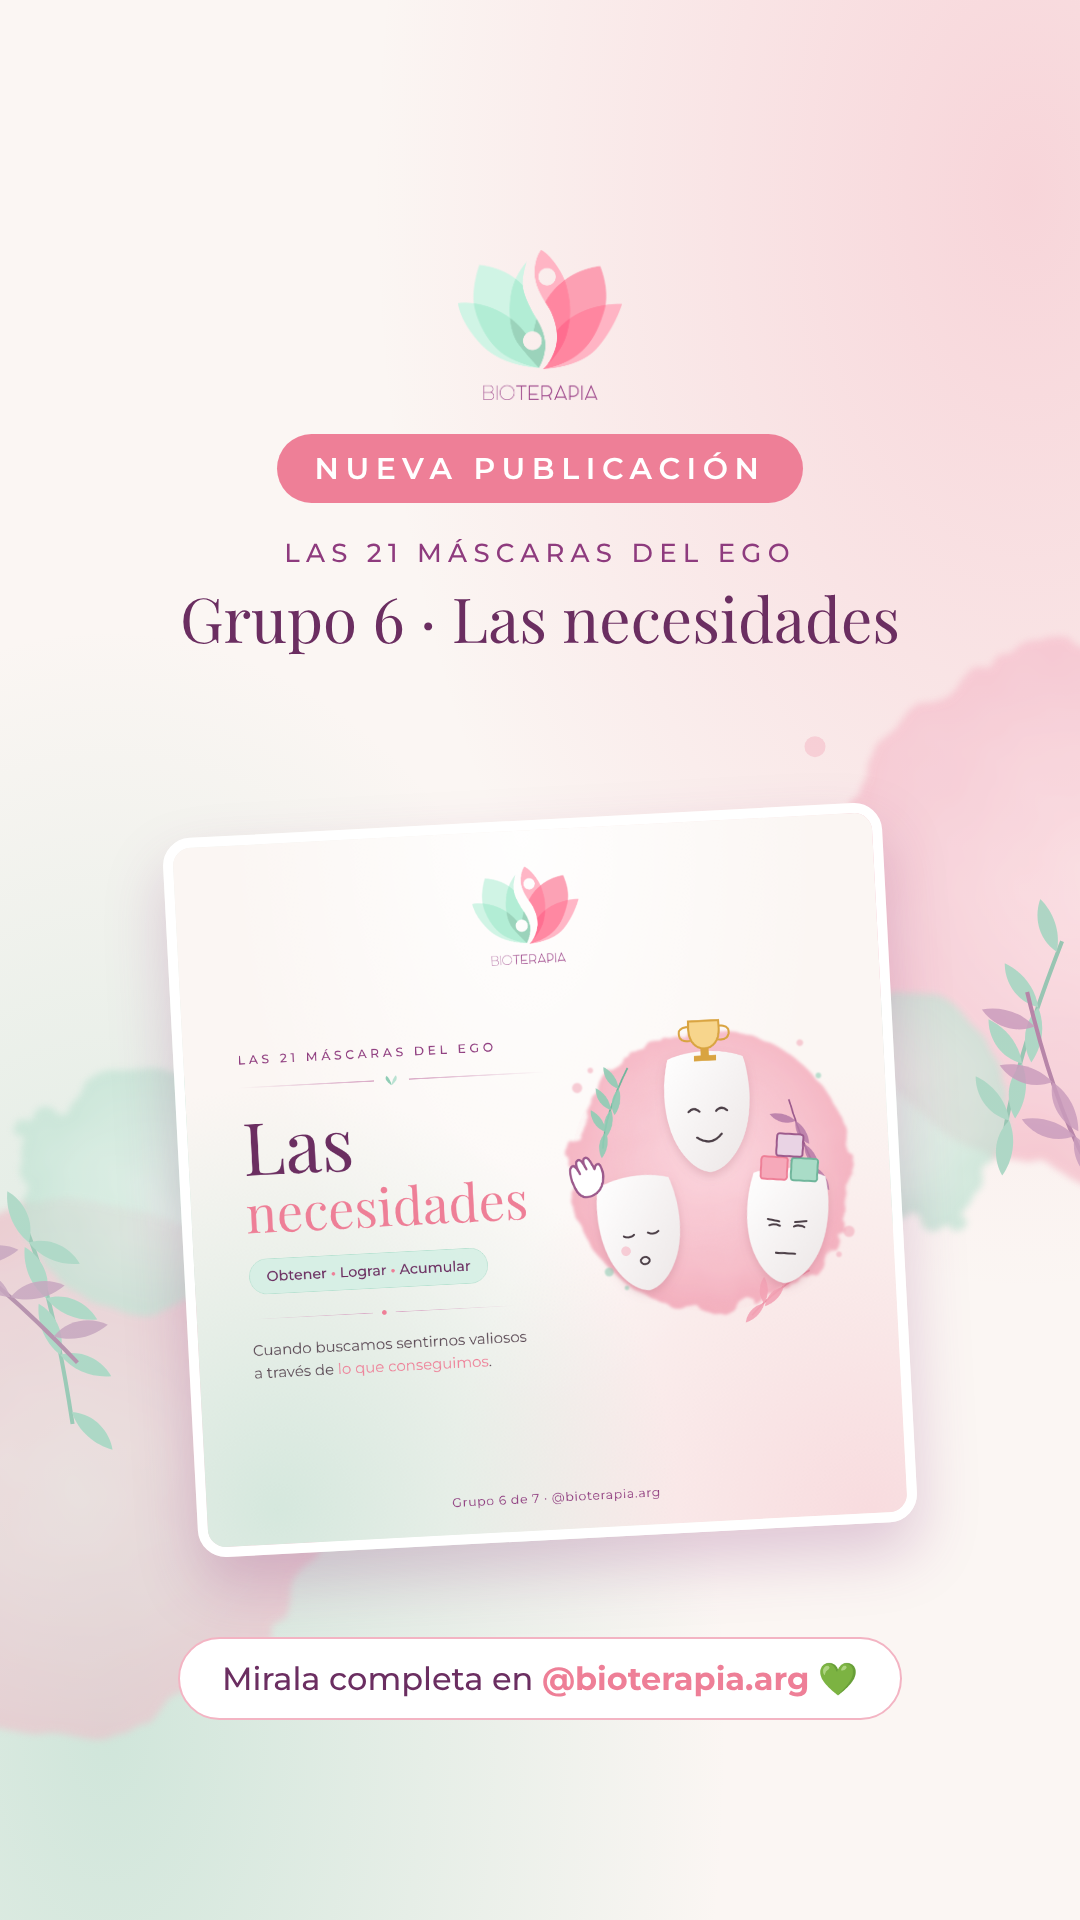 BIOTERAPIA
NUEVA PUBLICACIÓN
LAS 21 MÁSCARAS DEL EGO
Grupo 6 · Las necesidades
BIOTERAPIA
LAS 21 MÁSCARAS DEL EGO
Las
necesidades
Obtener • Lograr • Acumular
Cuando buscamos sentirnos valiosos
a través de lo que conseguimos.
Grupo 6 de 7 · @bioterapia.arg
Mirala completa en @bioterapia.arg 💚